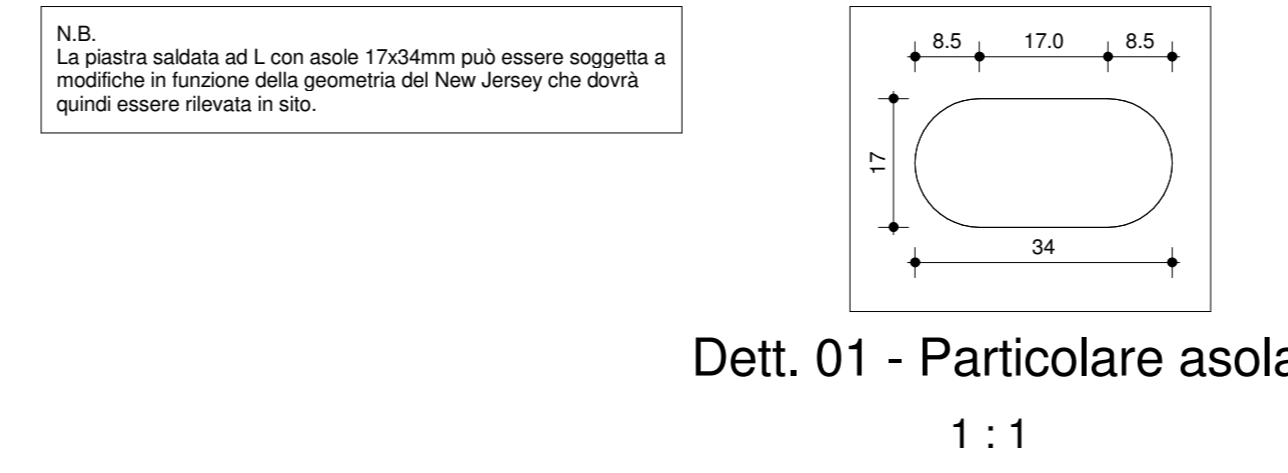 N.B.
La piastra saldata ad L con asole 17x34mm può essere soggetta a
modifiche in funzione della geometria del New Jersey che dovrà
quindi essere rilevata in sito.
8.5 17.0 8.5
17
34
Dett. 01 - Particolare asola
1 : 1